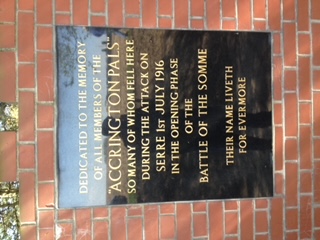 DEDICATED TO THE MEMORY
OF ALL MEMBERS OF THE
"ACCRINGTON PALS"
SO MANY OF WHOM FELL HERE
DURING THE ATTACK ON
SERRE 1ST JULY 1916
IN THE OPENING PHASE
OF THE
BATTLE OF THE SOMME
THEIR NAME LIVETH
FOR EVERMORE